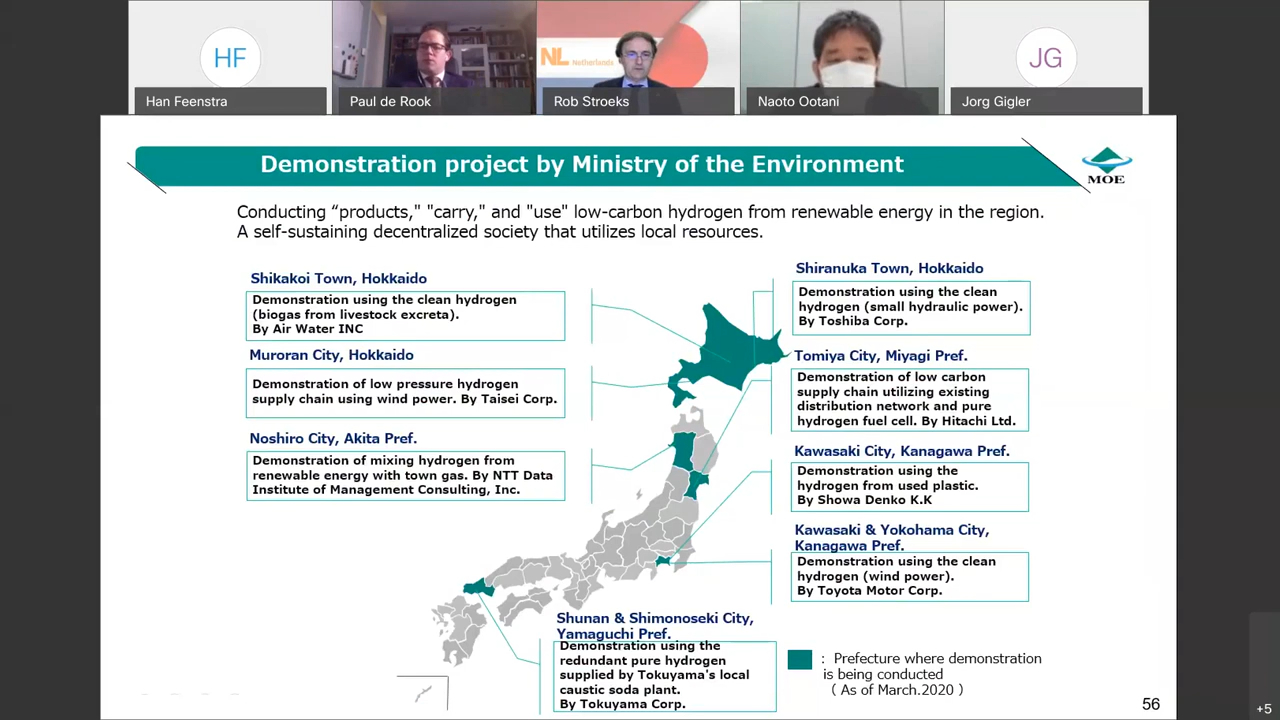 HF
NL Netherlands
JG
Han Feenstra
Paul de Rook
Rob Stroeks
Naoto Ootani
Jorg Gigler
Demonstration project by Ministry of the Environment
MOE
Conducting “products," "carry," and "use" low-carbon hydrogen from renewable energy in the region.
A self-sustaining decentralized society that utilizes local resources.
Shikakoi Town, Hokkaido
Demonstration using the clean hydrogen
(biogas from livestock excreta).
By Air Water INC
Muroran City, Hokkaido
Demonstration of low pressure hydrogen
supply chain using wind power. By Taisei Corp.
Noshiro City, Akita Pref.
Demonstration of mixing hydrogen from
renewable energy with town gas. By NTT Data
Institute of Management Consulting, Inc.
Shiranuka Town, Hokkaido
Demonstration using the clean
hydrogen (small hydraulic power).
By Toshiba Corp.
Tomiya City, Miyagi Pref.
Demonstration of low carbon
supply chain utilizing existing
distribution network and pure
hydrogen fuel cell. By Hitachi Ltd.
Kawasaki City, Kanagawa Pref.
Demonstration using the
hydrogen from used plastic.
By Showa Denko K.K
Kawasaki & Yokohama City,
Kanagawa Pref.
Demonstration using the clean
hydrogen (wind power).
By Toyota Motor Corp.
Shunan & Shimonoseki City,
Yamaguchi Pref.
Demonstration using the
redundant pure hydrogen
supplied by Tokuyama's local
caustic soda plant.
By Tokuyama Corp.
: Prefecture where demonstration
is being conducted
( As of March.2020 )
56
+5